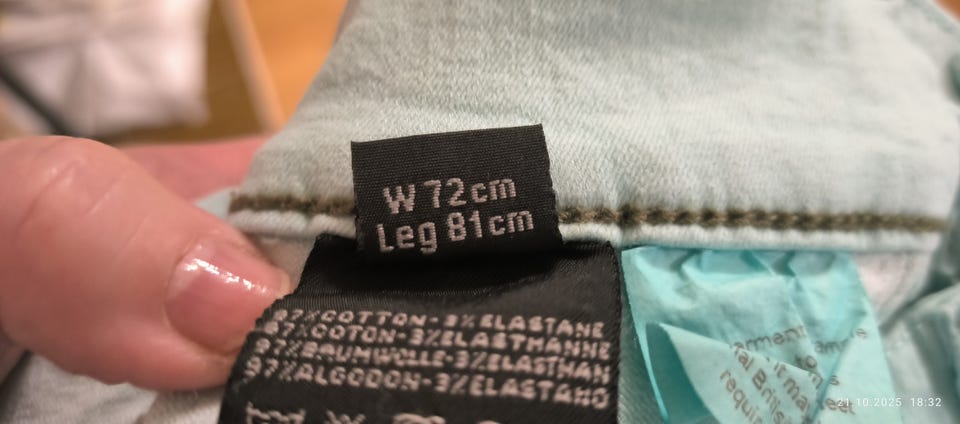 W 72cm
Leg 81cm
97%COTTON-3%ELASTANE
97%COTON-3%ELASTHANNE
97%BAUMWOLLE-3%ELASTHAN
97%ALGODON-3%ELASTANO
21.10.2025 18:32